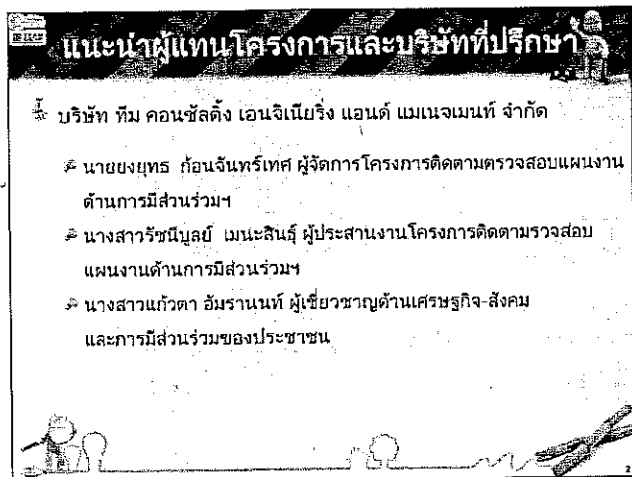 แนะนำผู้แทนโครงการและบริษัทที่ปรึกษา
บริษัท ทีม คอนซัลติ้ง เอนจิเนียริ่ง แอนด์ แมเนจเมนท์ จำกัด
นายยงยุทธ ก้อนจันทร์เทศ ผู้จัดการโครงการติดตามตรวจสอบแผนงาน
ด้านการมีส่วนร่วมฯ
นางสาวรัชนีบูลย์ เมนะสินธุ์ ผู้ประสานงานโครงการติดตามรวจสอบ
แผนงานด้านการมีส่วนร่วมฯ
นางสาวแก้วตา อัมรานนท์ ผู้เชี่ยวชาญด้านเศรษฐกิจ-สังคม
และการมีส่วนร่วมของประชาชน
2